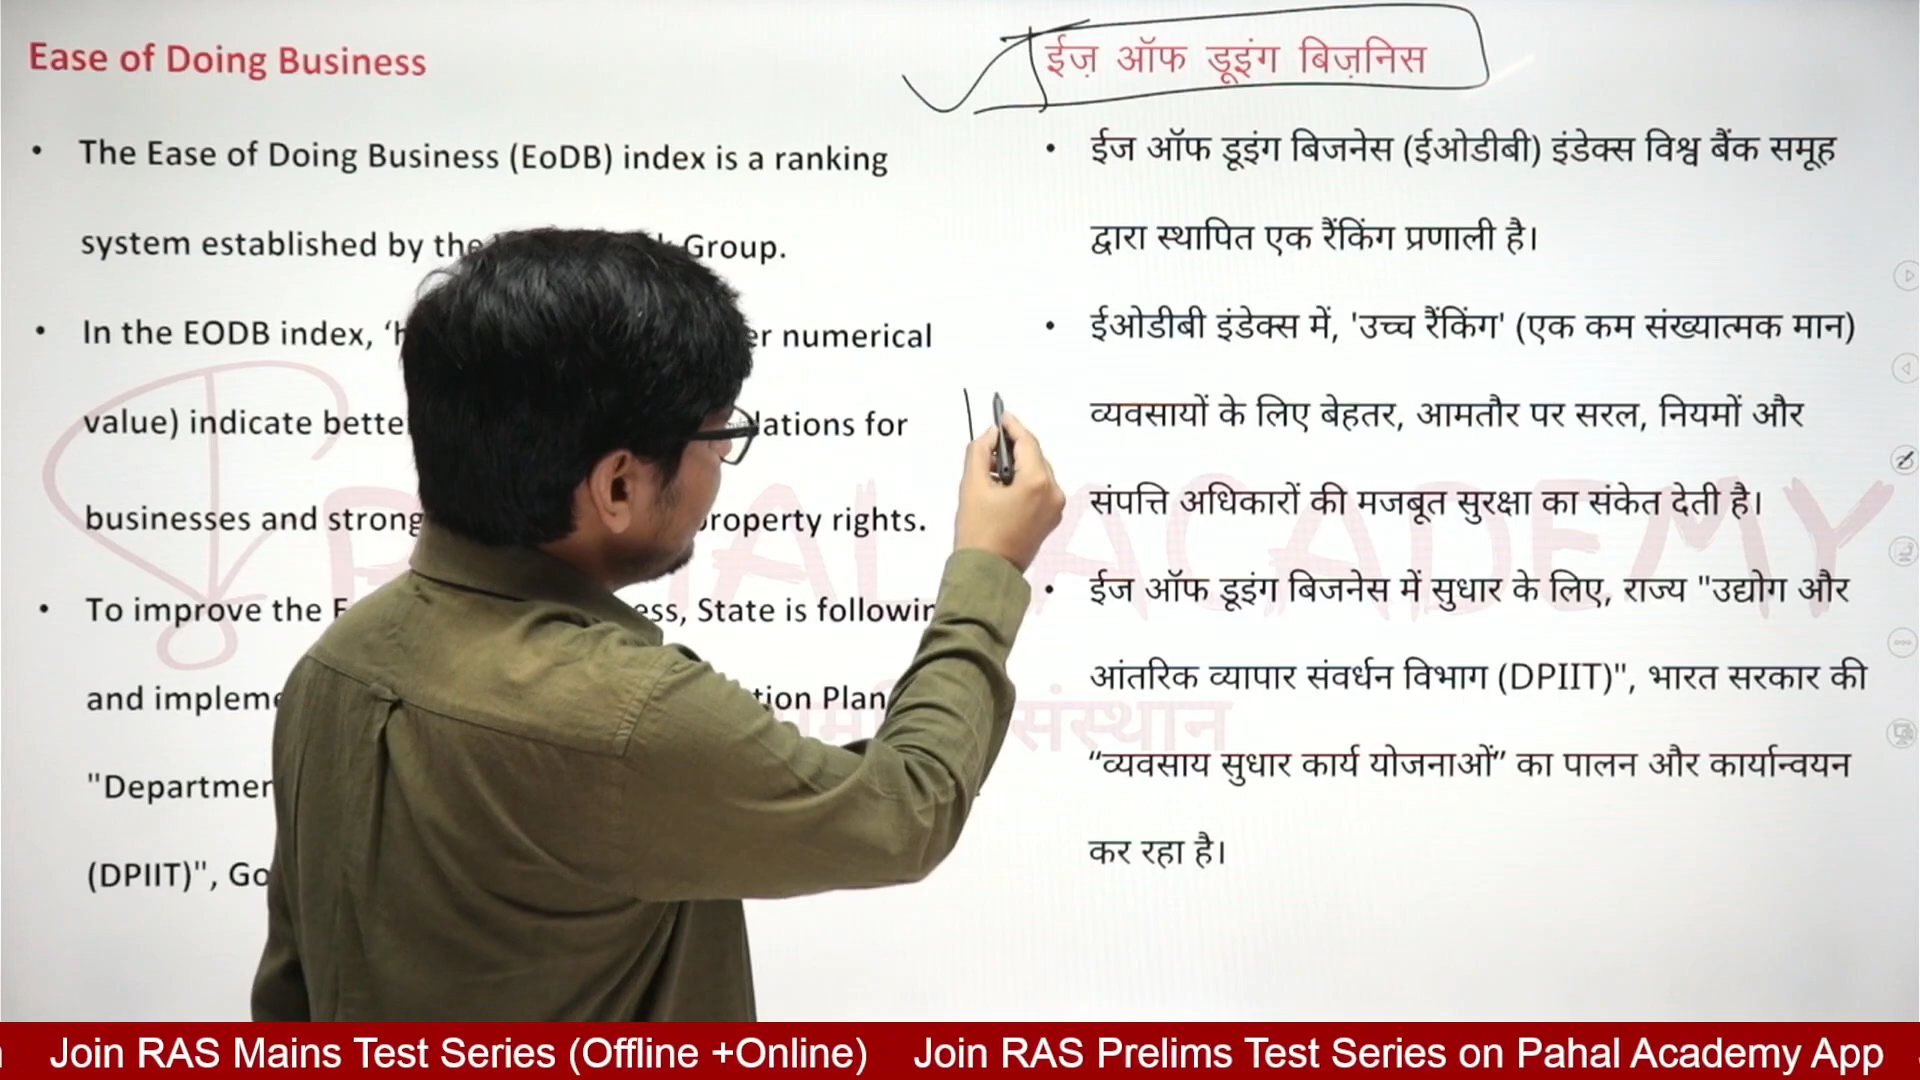 Ease of Doing Business
• The Ease of Doing Business (EoDB) index is a ranking
system established by the Group.
• In the EODB index, numerical
value) indicate for
businesses and property rights.
• To improve the State is
and Plan
(DPIIT)",
ईज़ ऑफ डूइंग बिज़निस
• ईज ऑफ डूइंग बिजनेस (ईओडीबी) इंडेक्स विश्व बैंक समूह
द्वारा स्थापित एक रैंकिंग प्रणाली है।
• ईओडीबी इंडेक्स में, 'उच्च रैंकिंग' (एक कम संख्यात्मक मान)
व्यवसायों के लिए बेहतर, आमतौर पर सरल, नियमों और
संपत्ति अधिकारों की मजबूत सुरक्षा का संकेत देती है।
• ईज ऑफ डूइंग बिजनेस में सुधार के लिए, राज्य "उद्योग और
आंतरिक व्यापार संवर्धन विभाग (DPIIT)", भारत सरकार की
“व्यवसाय सुधार कार्य योजनाओं” का पालन और कार्यान्वयन
कर रहा है।
ACADEMY
संस्थान
Join RAS Mains Test Series (Offline +Online) Join RAS Prelims Test Series on Pahal Academy App